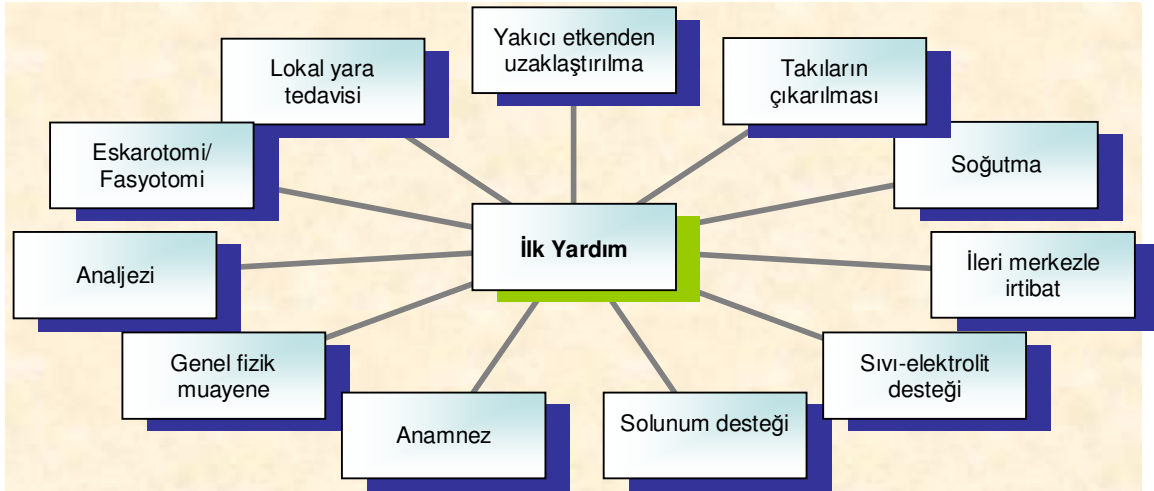 Yakıcı etkenden
uzaklaştırılma
Takıların
çıkarılması
Soğutma
İleri merkezle
irtibat
Sıvı-elektrolit
desteği
Solunum desteği
Anamnez
Genel fizik
muayene
Analjezi
Eskarotomi/
Fasyotomi
Lokal yara
tedavisi
İlk Yardım